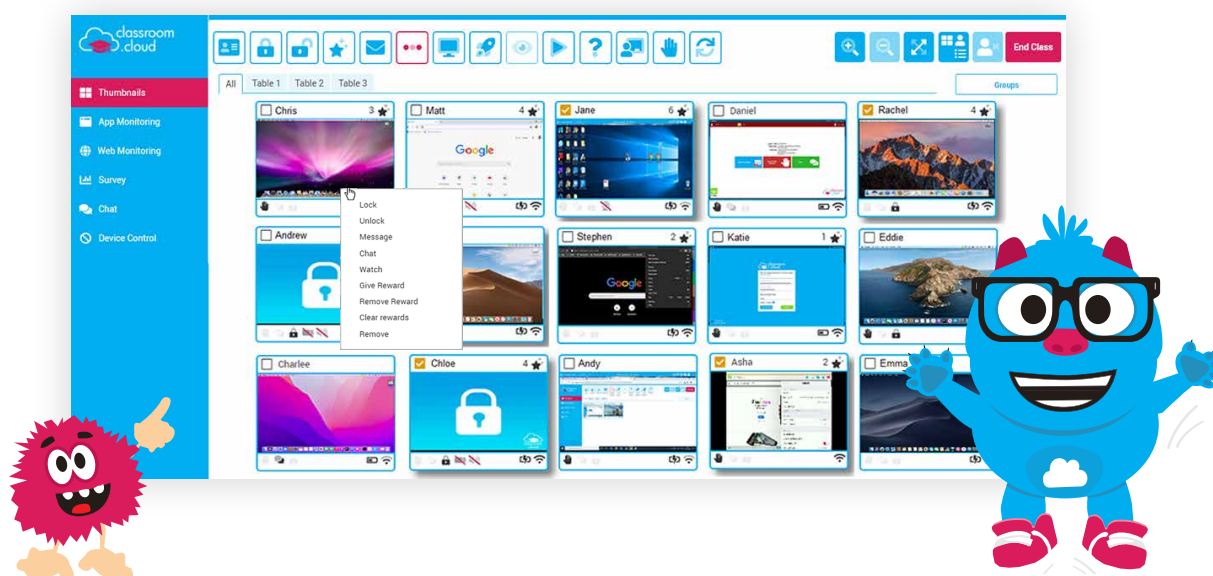 classroom
.cloud
End Class
All Table 1 Table 2 Table 3
Groups
Thumbnails
App Monitoring
Web Monitoring
Survey
Chat
Device Control
Chris 3
Matt 4
Jane 6
Daniel
Rachel 4
Google
Lock
Unlock
Message
Chat
Watch
Give Reward
Remove Reward
Clear rewards
Remove
Andrew
Stephen 2
Katie 1
Eddie
Google
Charlee
Chloe 4
Andy
Asha 2
Emma